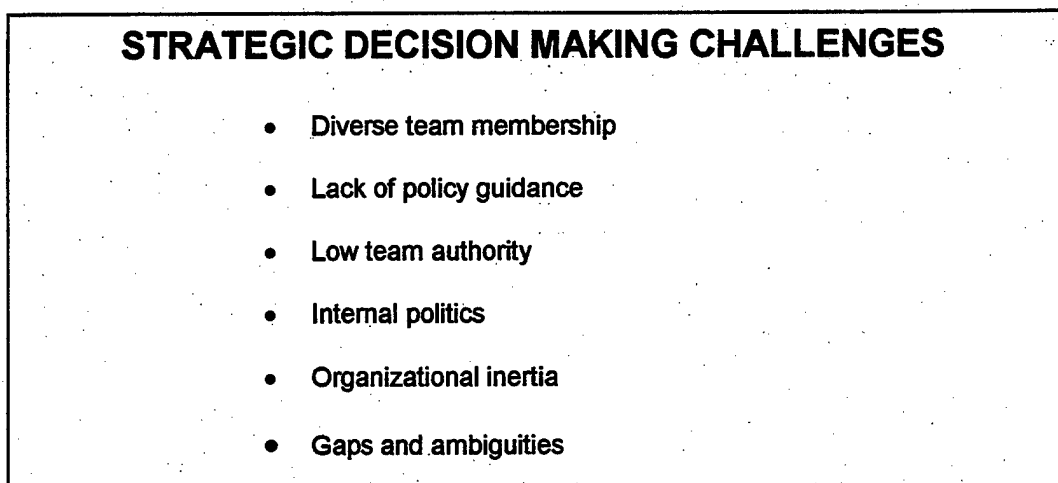 STRATEGIC DECISION MAKING CHALLENGES
• Diverse team membership
• Lack of policy guidance
• Low team authority
• Internal politics
• Organizational inertia
• Gaps and ambiguities